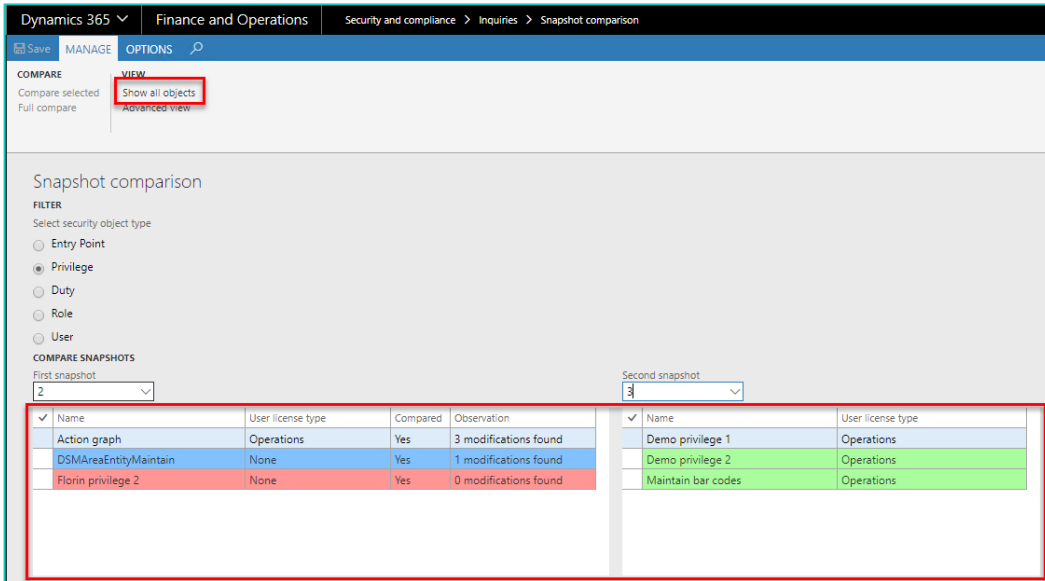 Dynamics 365 Finance and Operations Security and compliance > Inquiries > Snapshot comparison
Save MANAGE OPTIONS
COMPARE VIEW
Compare selected Show all objects
Full compare Advanced view
Snapshot comparison
FILTER
Select security object type
Entry Point
Privilege
Duty
Role
User
COMPARE SNAPSHOTS
First snapshot Second snapshot
2 3
Name User license type Compared Observation Name User license type
Action graph Operations Yes 3 modifications found Demo privilege 1 Operations
DSMAreaEntityMaintain None Yes 1 modifications found Demo privilege 2 Operations
Florin privilege 2 None Yes 0 modifications found Maintain bar codes Operations